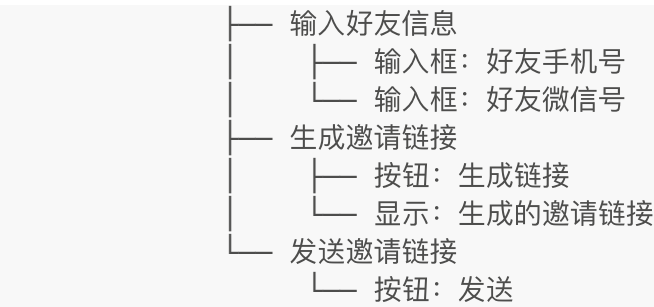 ├── 输入好友信息
│   ├── 输入框：好友手机号
│   └── 输入框：好友微信号
├── 生成邀请链接
│   ├── 按钮：生成链接
│   └── 显示：生成的邀请链接
└── 发送邀请链接
    └── 按钮：发送